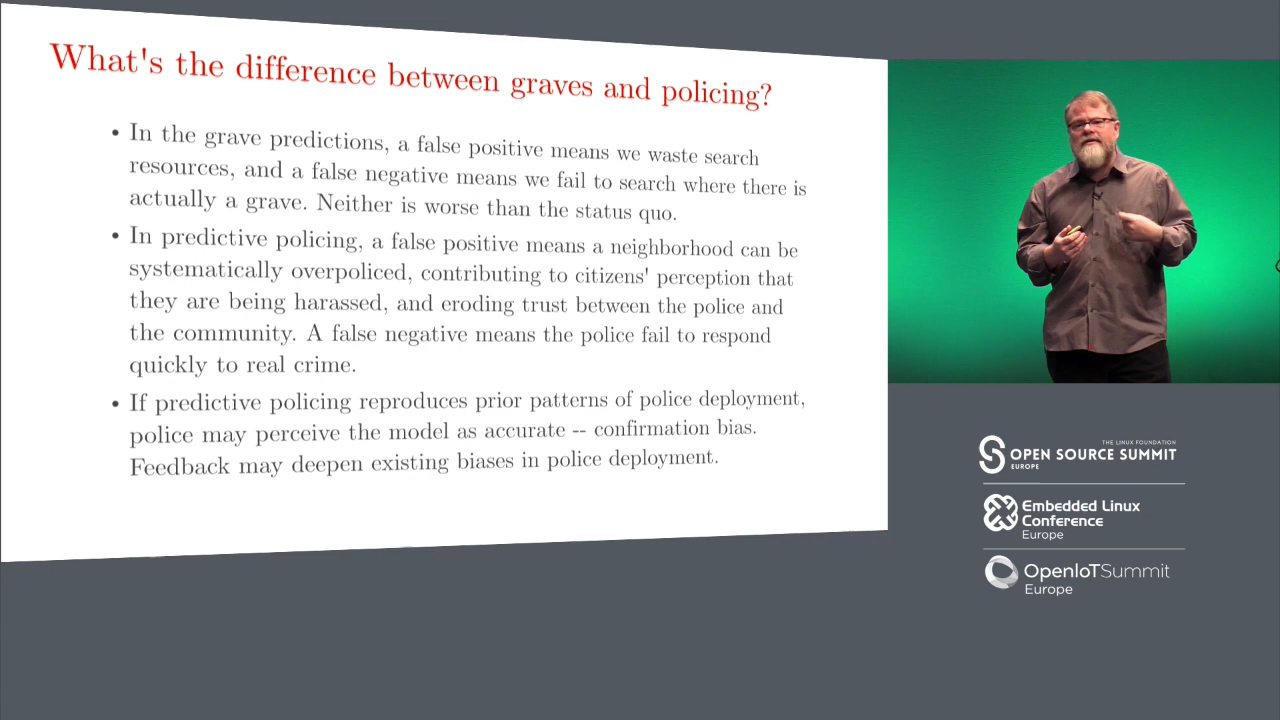 What's the difference between graves and policing?
• In the grave predictions, a false positive means we waste search
resources, and a false negative means we fail to search where there is
actually a grave. Neither is worse than the status quo.
• In predictive policing, a false positive means a neighborhood can be
systematically overpoliced, contributing to citizens' perception that
they are being harassed, and eroding trust between the police and
the community. A false negative means the police fail to respond
quickly to real crime.
• If predictive policing reproduces prior patterns of police deployment,
police may perceive the model as accurate -- confirmation bias.
Feedback may deepen existing biases in police deployment.
THE LINUX FOUNDATION
OPEN SOURCE SUMMIT
EUROPE
Embedded Linux
Conference
Europe
OpenIoTSummit
Europe